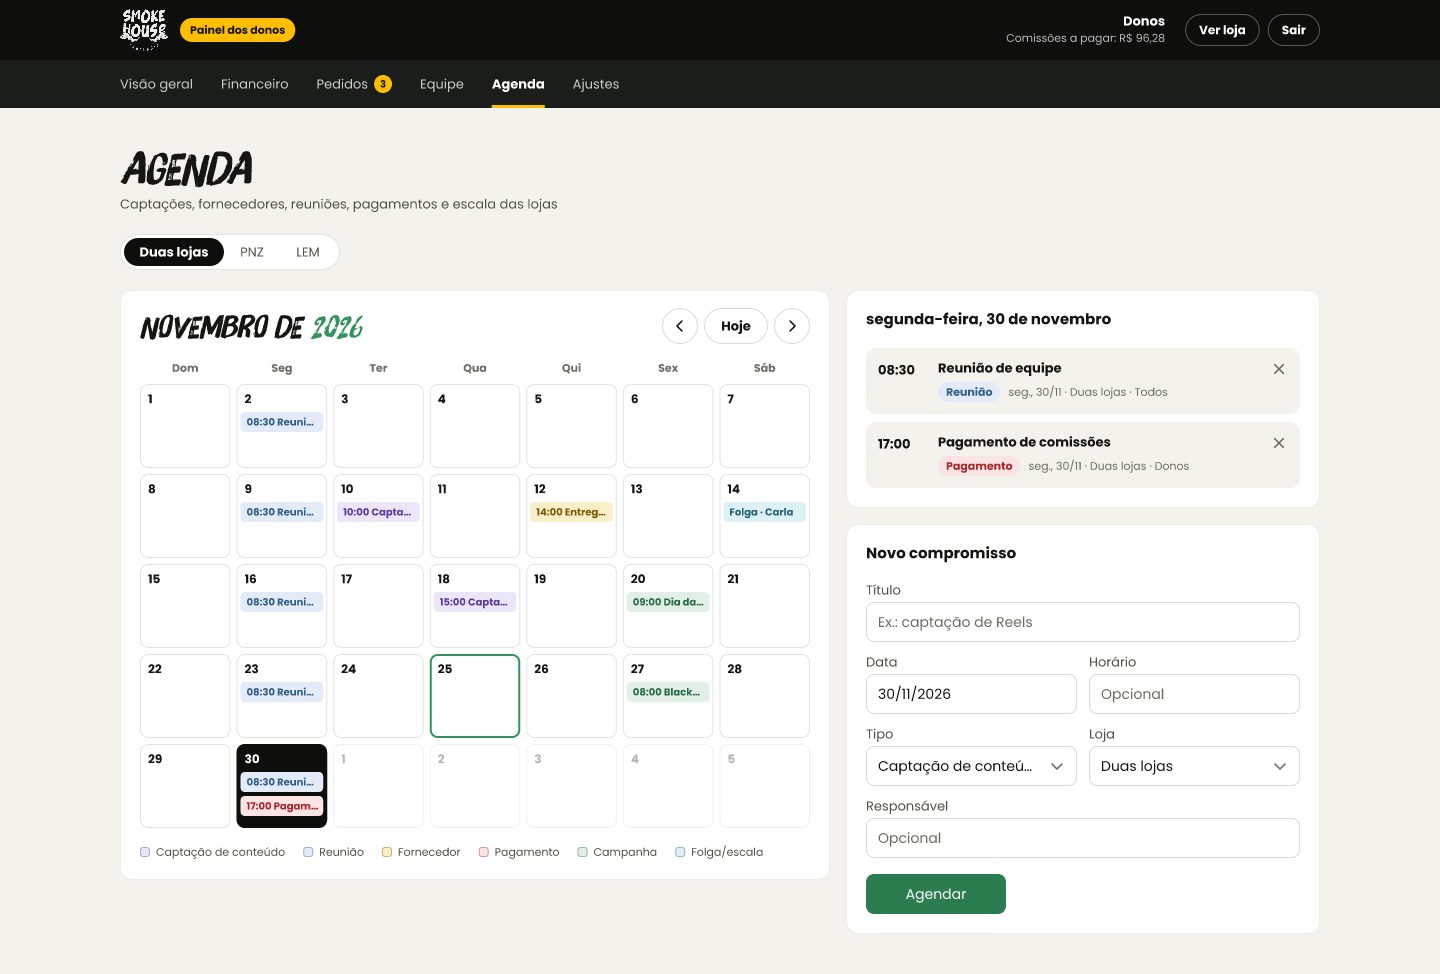 SMOKE
HOUSE
Painel dos donos
Donos
Comissões a pagar: R$ 96,28
Ver loja
Sair
Visão geral
Financeiro
Pedidos 3
Equipe
Agenda
Ajustes
AGENDA
Captações, fornecedores, reuniões, pagamentos e escala das lojas
Duas lojas
PNZ
LEM
NOVEMBRO DE 2026
Hoje
Dom Seg Ter Qua Qui Sex Sáb
1 2 3 4 5 6 7
08:30 Reuni...
8 9 10 11 12 13 14
08:30 Reuni... 10:00 Capta... 14:00 Entreg... Folga · Carla
15 16 17 18 19 20 21
08:30 Reuni... 15:00 Capta... 09:00 Dia da...
22 23 24 25 26 27 28
08:30 Reuni... 08:00 Black...
29 30 1 2 3 4 5
08:30 Reuni...
17:00 Pagam...
Captação de conteúdo
Reunião
Fornecedor
Pagamento
Campanha
Folga/escala
segunda-feira, 30 de novembro
08:30 Reunião de equipe
Reunião seg., 30/11 · Duas lojas · Todos
17:00 Pagamento de comissões
Pagamento seg., 30/11 · Duas lojas · Donos
Novo compromisso
Título
Ex.: captação de Reels
Data Horário
30/11/2026 Opcional
Tipo Loja
Captação de conteú... Duas lojas
Responsável
Opcional
Agendar